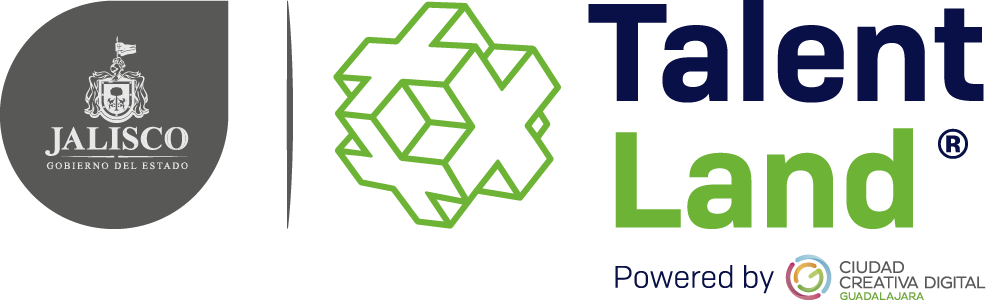 JALISCO
GOBIERNO DEL ESTADO
Talent
Land®
Powered by
CIUDAD
CREATIVA DIGITAL
GUADALAJARA